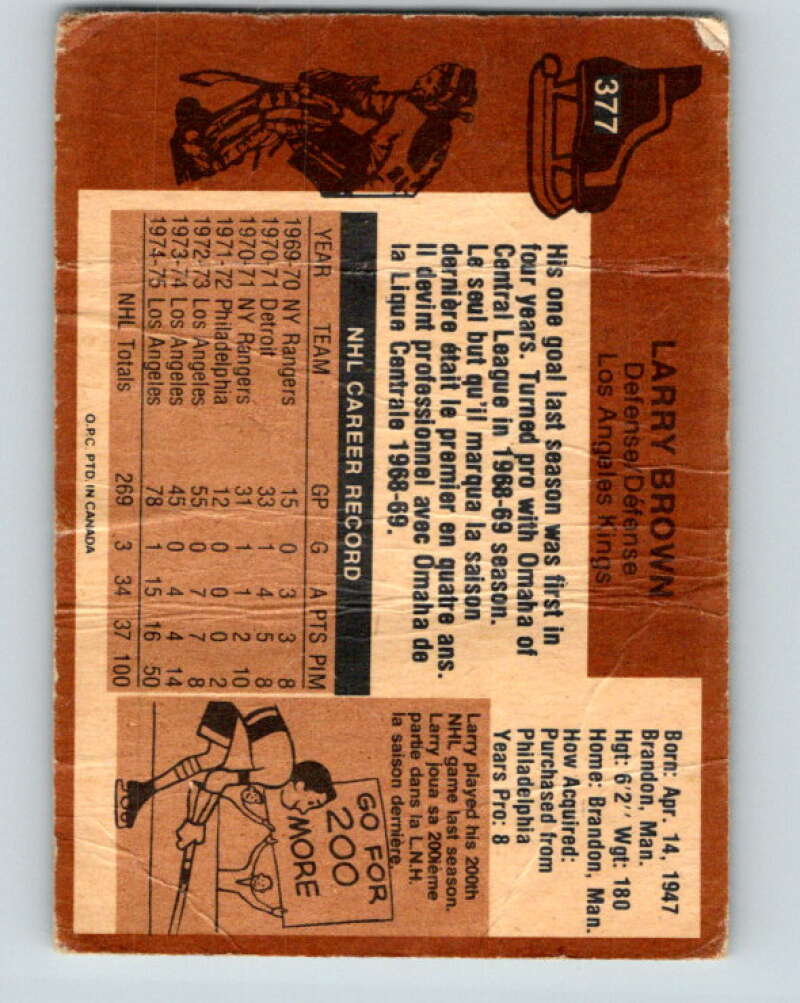 377
LARRY BROWN
Defense/Défense
Los Angeles Kings
His one goal last season was first in
four years. Turned pro with Omaha of
Central League in 1968-69 season.
Le seul but qu'il marqua la saison
dernière était le premier en quatre ans.
Il devint professionnel avec Omaha de
la Lique Centrale 1968-69.
Born: Apr. 14, 1947
Brandon, Man.
Hgt: 6'2'' Wgt: 180
Home: Brandon, Man.
How Acquired:
Purchased from
Philadelphia
Years Pro: 8
NHL CAREER RECORD
YEAR TEAM GP G A PTS PIM
1969-70 NY Rangers 15 0 3 3 8
1970-71 Detroit 33 1 4 5 8
1970-71 NY Rangers 31 1 1 2 10
1971-72 Philadelphia 12 0 0 0 2
1972-73 Los Angeles 55 0 7 7 8
1973-74 Los Angeles 45 0 4 4 14
1974-75 Los Angeles 78 1 15 16 50
NHL Totals 269 3 34 37 100
Larry played his 200th
NHL game last season.
Larry joua sa 200ième
partie dans la L.N.H.
la saison dernière.
GO FOR
200
MORE
O.P.C. PTD. IN CANADA